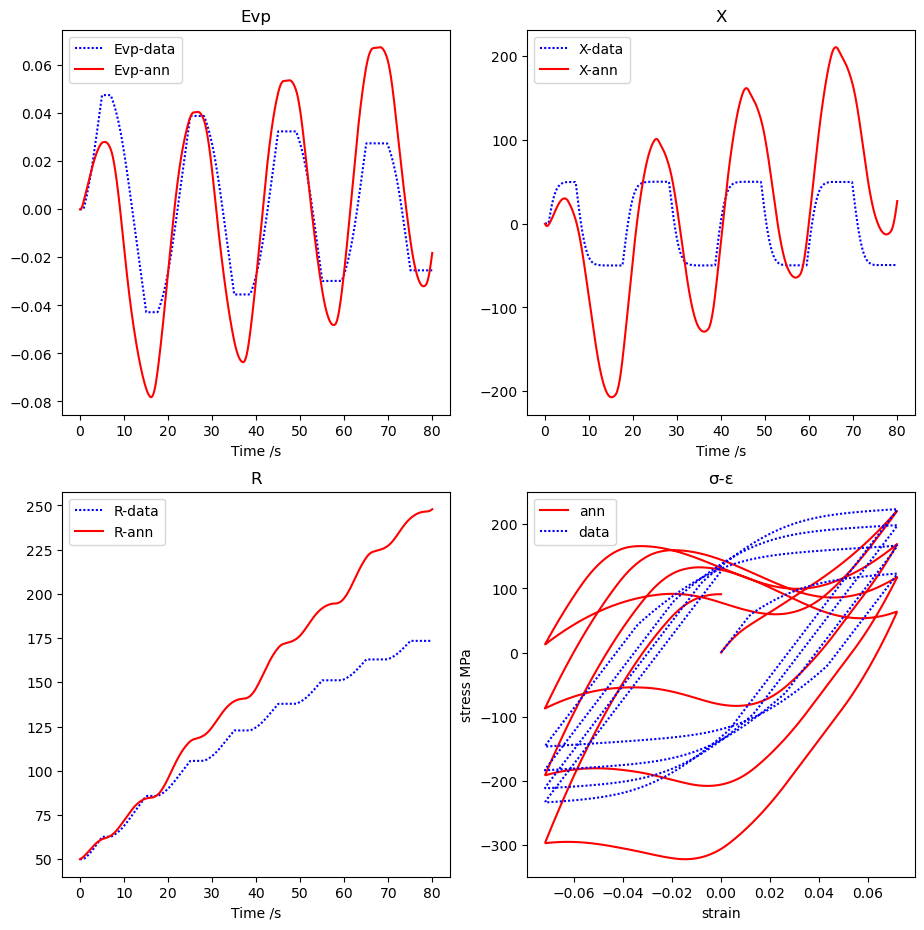 Evp
Evp-data
Evp-ann
0.06
0.04
0.02
0.00
−0.02
−0.04
−0.06
−0.08
0 10 20 30 40 50 60 70 80
Time /s
X
X-data
X-ann
200
100
0
−100
−200
0 10 20 30 40 50 60 70 80
Time /s
R
R-data
R-ann
250
225
200
175
150
125
100
75
50
0 10 20 30 40 50 60 70 80
Time /s
σ-ε
ann
data
200
100
0
−100
−200
−300
stress MPa
−0.06 −0.04 −0.02 0.00 0.02 0.04 0.06
strain